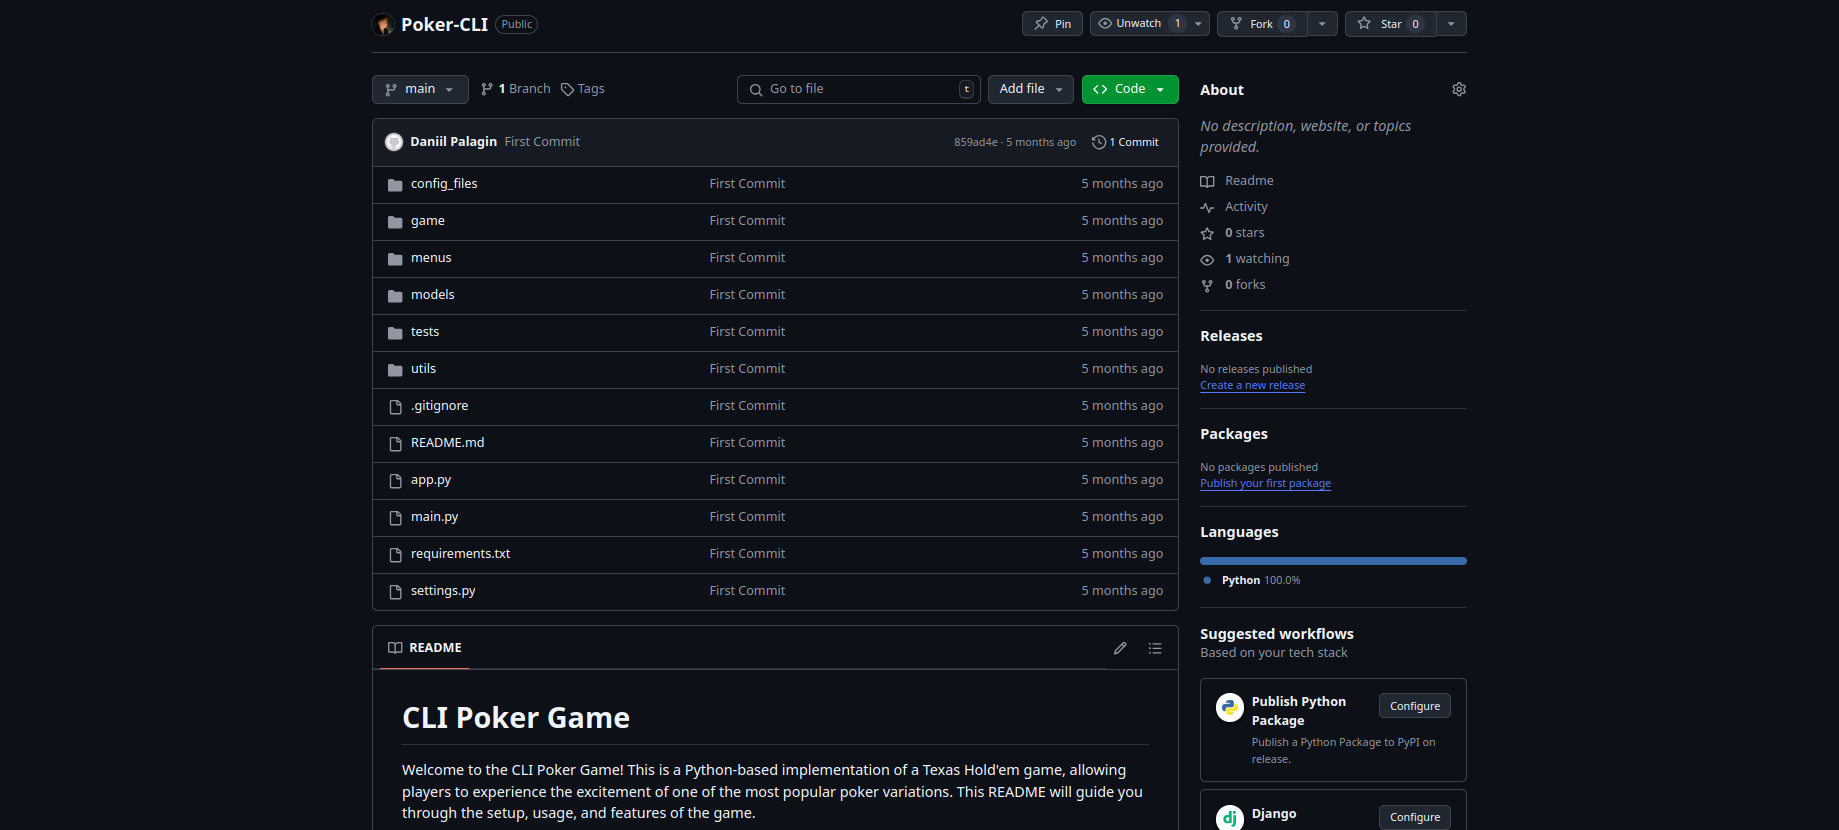 Poker-CLI Public
Pin
Unwatch 1
Fork 0
Star 0
main
1 Branch
Tags
Go to file t
Add file
Code
Daniil Palagin First Commit 859ad4e · 5 months ago 1 Commit
config_files First Commit 5 months ago
game First Commit 5 months ago
menus First Commit 5 months ago
models First Commit 5 months ago
tests First Commit 5 months ago
utils First Commit 5 months ago
.gitignore First Commit 5 months ago
README.md First Commit 5 months ago
app.py First Commit 5 months ago
main.py First Commit 5 months ago
requirements.txt First Commit 5 months ago
settings.py First Commit 5 months ago
README
CLI Poker Game
Welcome to the CLI Poker Game! This is a Python-based implementation of a Texas Hold'em game, allowing
players to experience the excitement of one of the most popular poker variations. This README will guide you
through the setup, usage, and features of the game.
About
No description, website, or topics
provided.
Readme
Activity
0 stars
1 watching
0 forks
Releases
No releases published
Create a new release
Packages
No packages published
Publish your first package
Languages
Python 100.0%
Suggested workflows
Based on your tech stack
Publish Python
Package
Configure
Publish a Python Package to PyPI on
release.
dj
Django
Configure